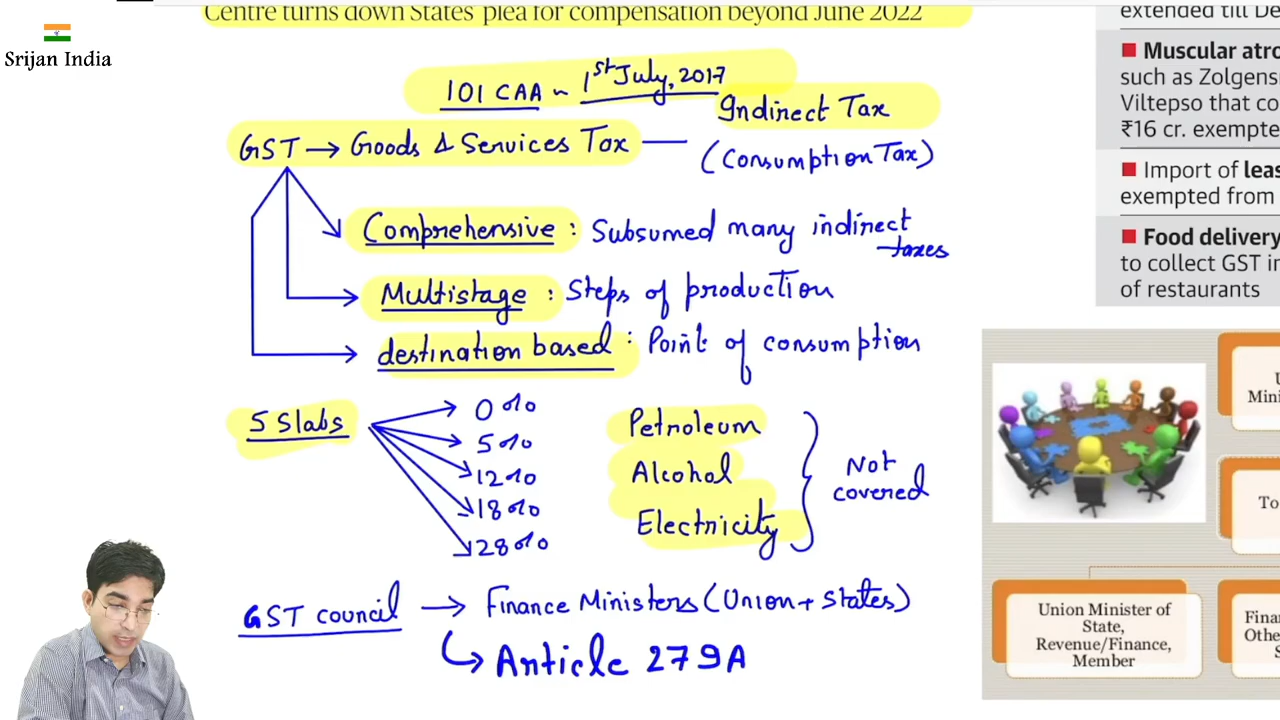 Centre turns down States' plea for compensation beyond June 2022
Srijan India
101 CAA ~ 1st July, 2017
GST → Goods & Services Tax — Indirect Tax
(Consumption Tax)
Comprehensive : Subsumed many indirect
taxes
Multistage : Steps of production
destination based : Point of consumption
5 Slabs
0%
5%
12%
18%
28%
Petroleum
Alcohol
Electricity
Not
covered
GST council → Finance Ministers (Union + States)
↳ Article 279A
extended till De
■ Muscular atro
such as Zolgens
Viltepso that co
₹16 cr. exempte
■ Import of leas
exempted from
■ Food delivery
to collect GST in
of restaurants
U
Mini
To
Union Minister of
State,
Revenue/Finance,
Member
Finan
Othe
S